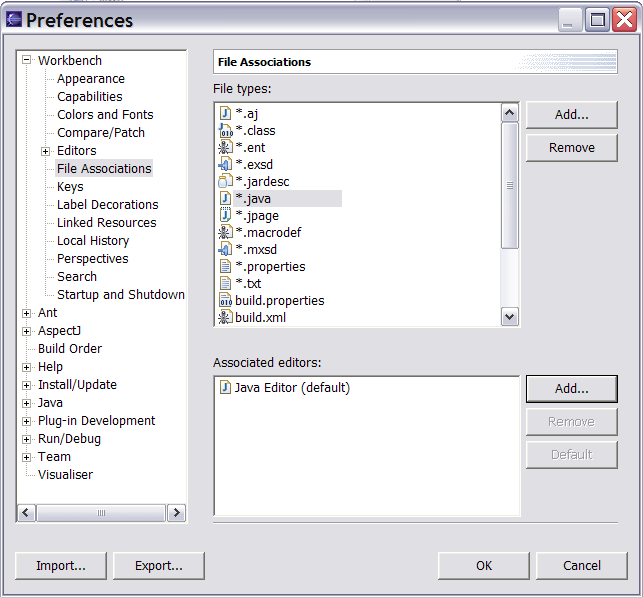 Preferences
Workbench
Appearance
Capabilities
Colors and Fonts
Compare/Patch
Editors
File Associations
Keys
Label Decorations
Linked Resources
Local History
Perspectives
Search
Startup and Shutdown
Ant
AspectJ
Build Order
Help
Install/Update
Java
Plug-in Development
Run/Debug
Team
Visualiser
File Associations
File types:
*.aj
*.class
*.ent
*.exsd
*.jardesc
*.java
*.jpage
*.macrodef
*.mxsd
*.properties
*.txt
build.properties
build.xml
Add...
Remove
Associated editors:
Java Editor (default)
Add...
Remove
Default
Import...
Export...
OK
Cancel